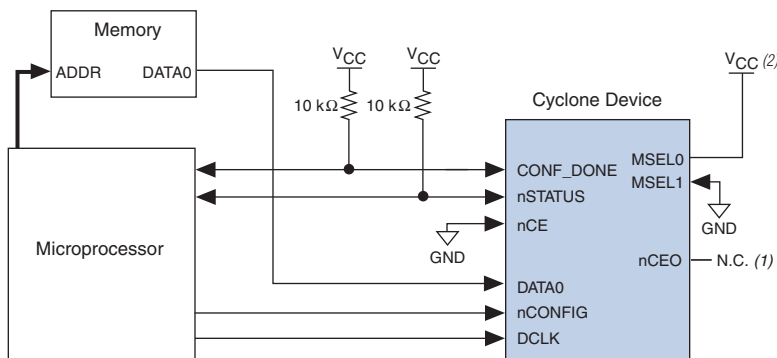 Memory
ADDR
DATA0
VCC
VCC
10 kΩ
10 kΩ
VCC (2)
Cyclone Device
MSEL0
CONF_DONE
MSEL1
nSTATUS
GND
nCE
Microprocessor
GND
nCEO
N.C. (1)
DATA0
nCONFIG
DCLK